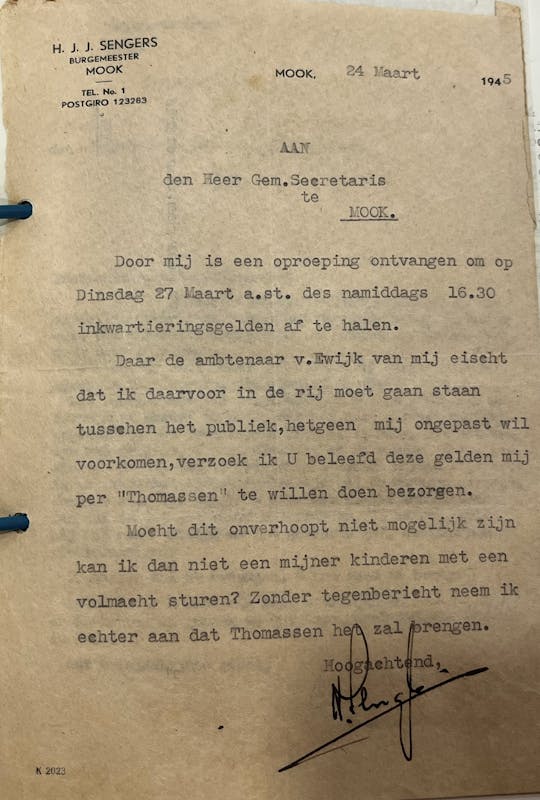 H. J. J. SENGERS
BURGEMEESTER
MOOK
TEL. No. 1
POSTGIRO 123283
MOOK, 24 Maart 1945
AAN
den Heer Gem.Secretaris
te
MOOK.
Door mij is een oproeping ontvangen om op
Dinsdag 27 Maart a.st. des namiddags 16.30
inkwartieringsgelden af te halen.
Daar de ambtenaar v.Ewijk van mij eischt
dat ik daarvoor in de rij moet gaan staan
tusschen het publiek,hetgeen mij ongepast wil
voorkomen,verzoek ik U beleefd deze gelden mij
per "Thomassen" te willen doen bezorgen.
Mocht dit onverhoopt niet mogelijk zijn
kan ik dan niet een mijner kinderen met een
volmacht sturen? Zonder tegenbericht neem ik
echter aan dat Thomassen het zal brengen.
Hoogachtend,
K 2023